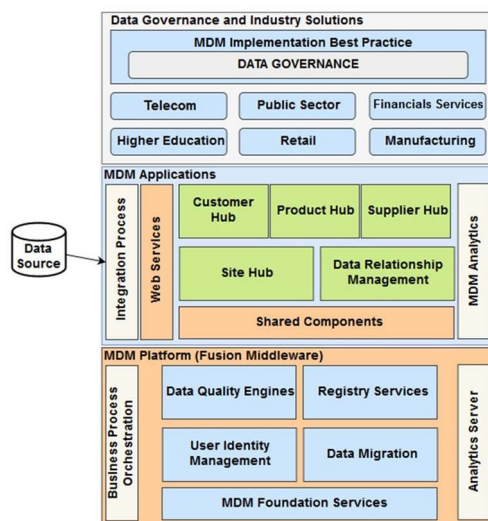 Data Governance and Industry Solutions
MDM Implementation Best Practice
DATA GOVERNANCE
Telecom
Public Sector
Financials Services
Higher Education
Retail
Manufacturing
MDM Applications
Data
Source
Integration Process
Web Services
Customer
Hub
Product Hub
Supplier Hub
Site Hub
Data Relationship
Management
Shared Components
MDM Analytics
MDM Platform (Fusion Middleware)
Business Process
Orchestration
Data Quality Engines
Registry Services
User Identity
Management
Data Migration
MDM Foundation Services
Analytics Server